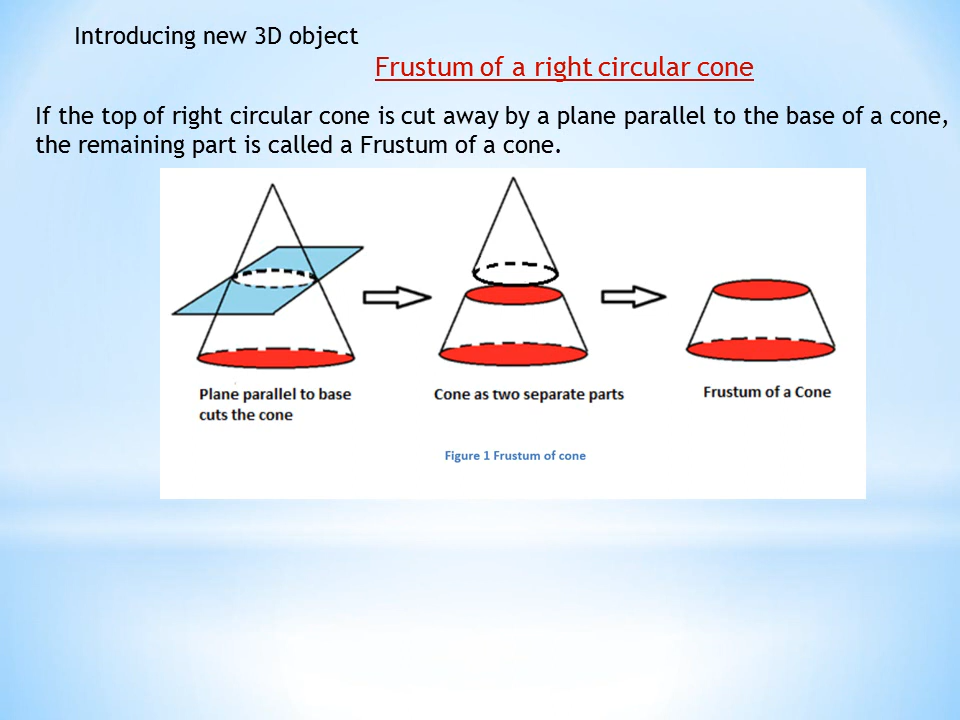 Introducing new 3D object
Frustum of a right circular cone
If the top of right circular cone is cut away by a plane parallel to the base of a cone,
the remaining part is called a Frustum of a cone.
Plane parallel to base
cuts the cone
Cone as two separate parts
Frustum of a Cone
Figure 1 Frustum of cone